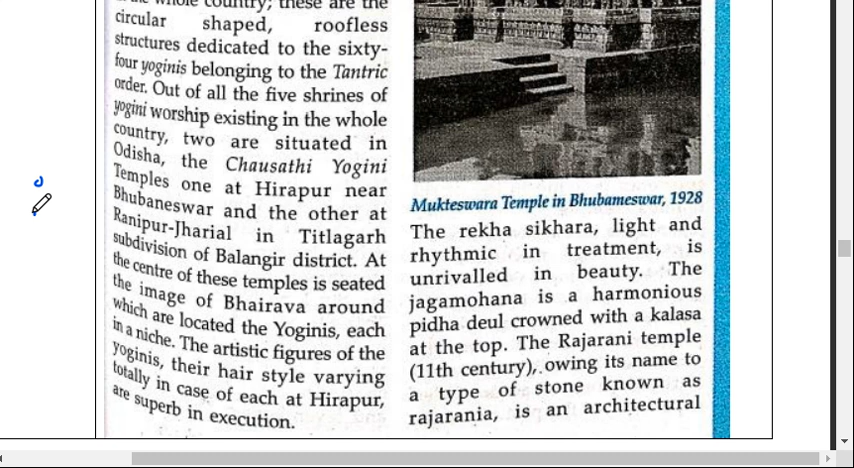 whole country; these are the
circular shaped, roofless
structures dedicated to the sixty-
four yoginis belonging to the Tantric
order. Out of all the five shrines of
yogini worship existing in the whole
country, two are situated in
Odisha, the Chausathi Yogini
Temples one at Hirapur near
Bhubaneswar and the other at
Ranipur-Jharial in Titlagarh
subdivision of Balangir district. At
the centre of these temples is seated
the image of Bhairava around
which are located the Yoginis, each
in a niche. The artistic figures of the
yoginis, their hair style varying
totally in case of each at Hirapur,
are superb in execution.
Mukteswara Temple in Bhubameswar, 1928
The rekha sikhara, light and
rhythmic in treatment, is
unrivalled in beauty. The
jagamohana is a harmonious
pidha deul crowned with a kalasa
at the top. The Rajarani temple
(11th century), owing its name to
a type of stone known as
rajarania, is an architectural